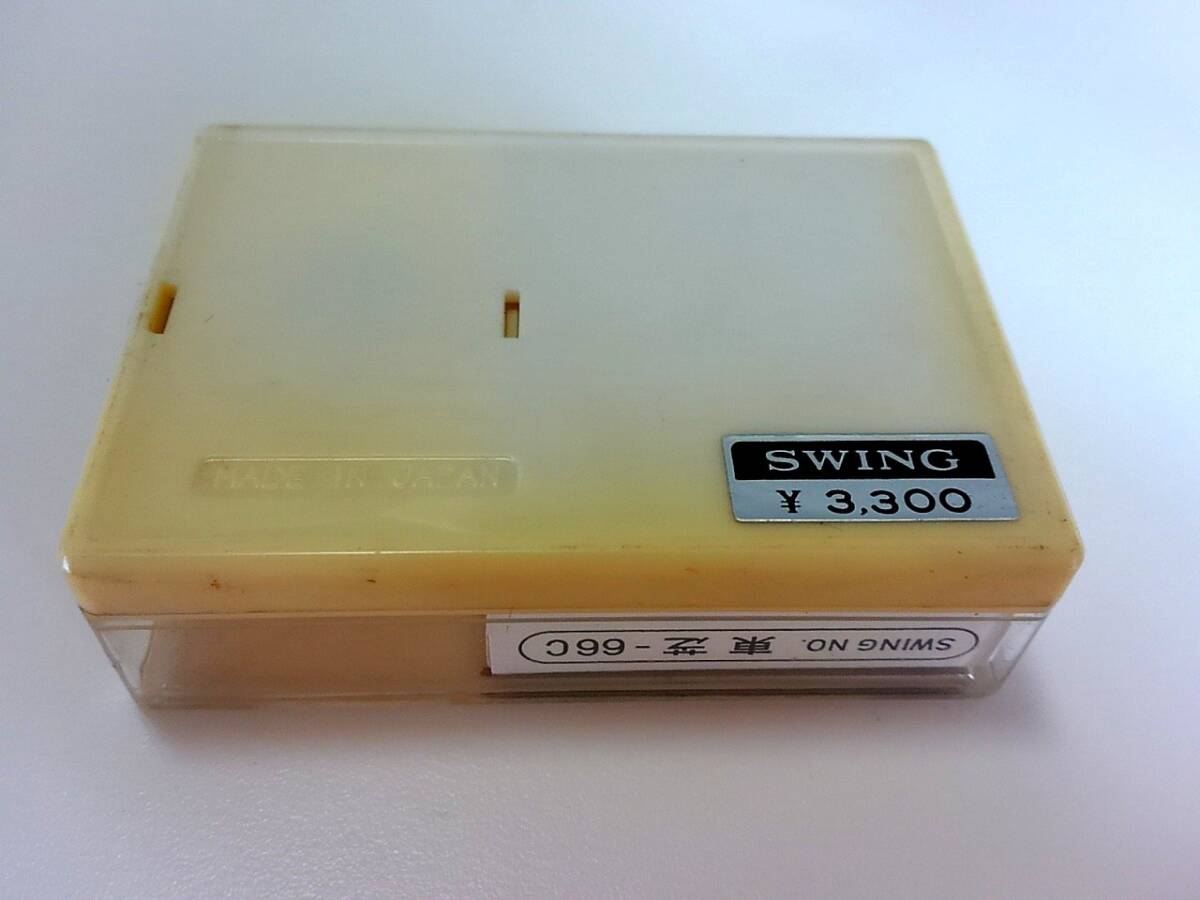 MADE IN JAPAN
SWING
¥ 3,300
SWING NO. 東芝-66C